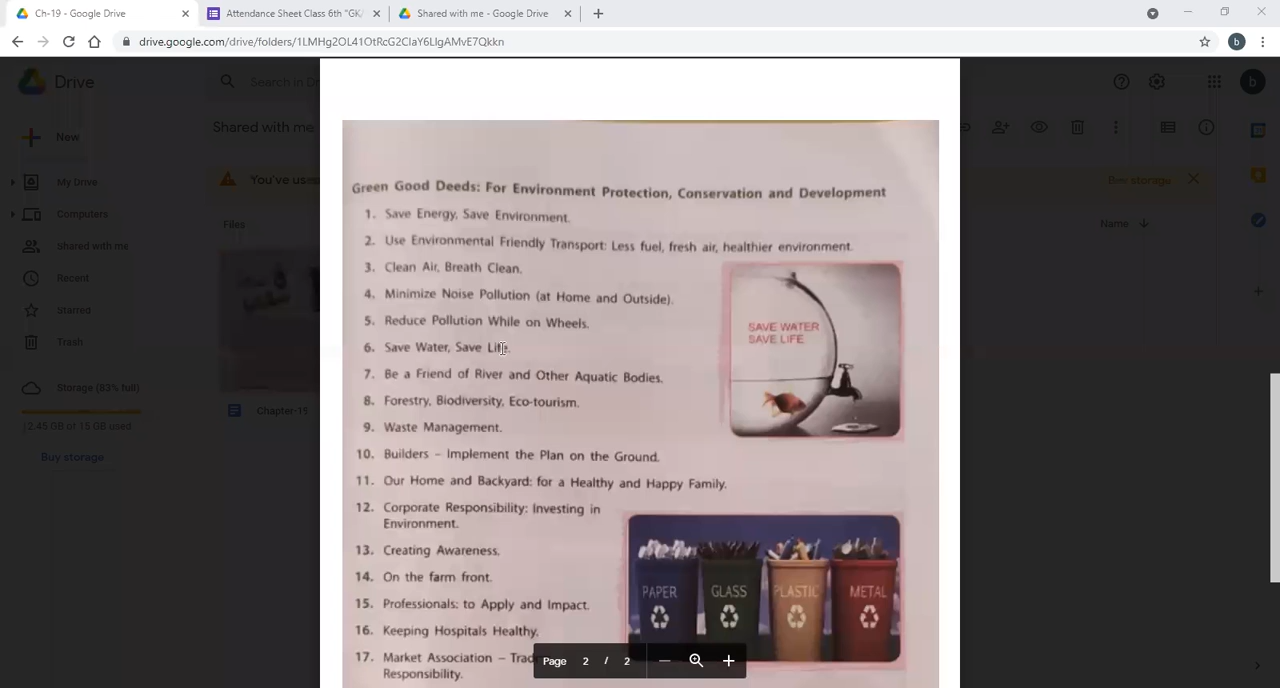 Ch-19 - Google Drive
Attendance Sheet Class 6th "GK/
Shared with me - Google Drive
drive.google.com/drive/folders/1LMHg2OL41OtRcG2ClaY6LIgAMvE7Qkkn
b
Drive
Search in Dr
b
New
Shared with me
My Drive
You've use
Buy storage
Computers
Files
Name
Shared with me
Recent
Starred
Trash
Storage (83% full)
Chapter-15
12.45 GB of 15 GB used
Buy storage
Green Good Deeds: For Environment Protection, Conservation and Development
1. Save Energy, Save Environment.
2. Use Environmental Friendly Transport: Less fuel, fresh air, healthier environment.
3. Clean Air, Breath Clean.
4. Minimize Noise Pollution (at Home and Outside).
5. Reduce Pollution While on Wheels.
6. Save Water, Save Life.
7. Be a Friend of River and Other Aquatic Bodies.
8. Forestry, Biodiversity, Eco-tourism.
9. Waste Management.
10. Builders – Implement the Plan on the Ground.
11. Our Home and Backyard: for a Healthy and Happy Family.
12. Corporate Responsibility: Investing in
Environment.
13. Creating Awareness.
14. On the farm front.
15. Professionals: to Apply and Impact.
16. Keeping Hospitals Healthy.
17. Market Association –
Responsibility.
SAVE WATER
SAVE LIFE
PAPER
GLASS
PLASTIC
METAL
Page 2 / 2